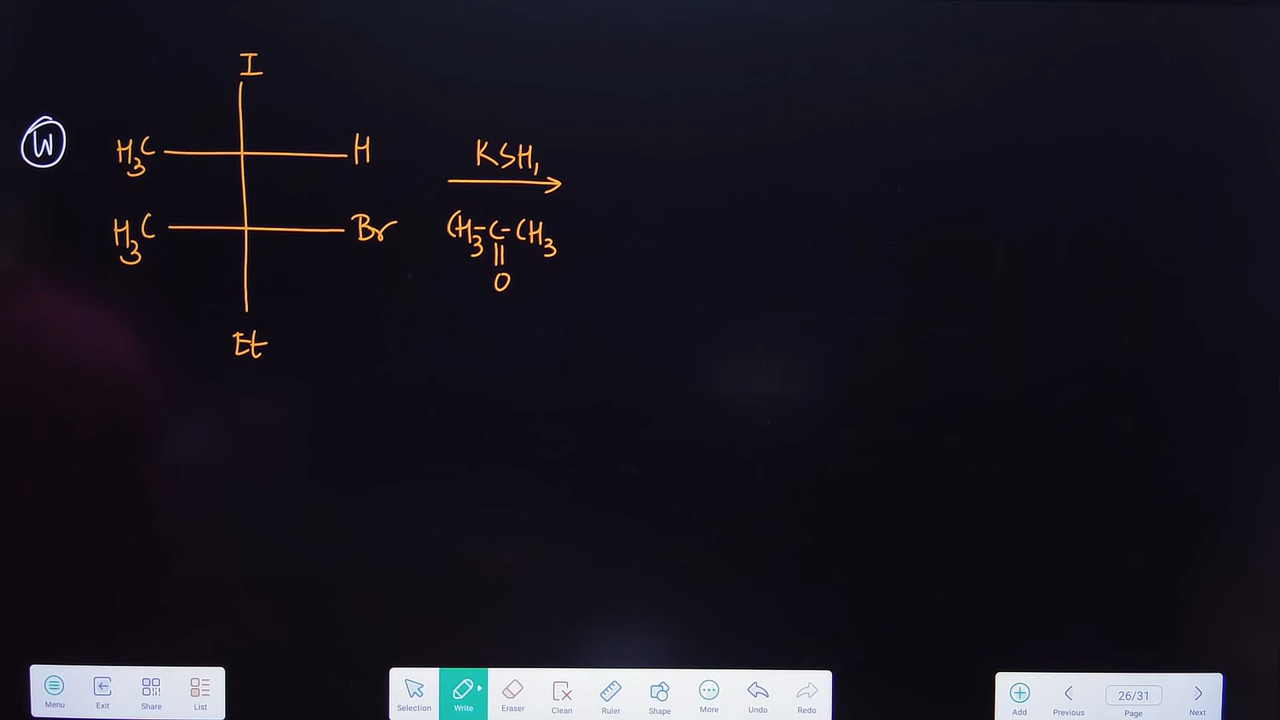 I
W
H3C H
KSH,
H3C Br
CH3-C-CH3
||
O
Et
Menu
Exit
Share
List
Selection
Write
Eraser
Clean
Ruler
Shape
More
Undo
Redo
Add
Previous
26/31
Page
Next